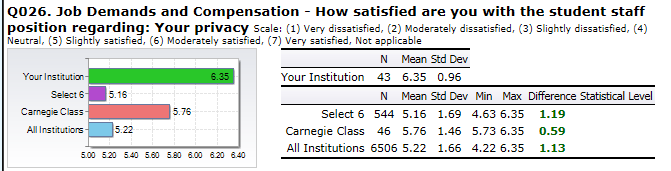 Q026. Job Demands and Compensation - How satisfied are you with the student staff
position regarding: Your privacy Scale: (1) Very dissatisfied, (2) Moderately dissatisfied, (3) Slightly dissatisfied, (4)
Neutral, (5) Slightly satisfied, (6) Moderately satisfied, (7) Very satisfied, Not applicable
Your Institution 6.35
Select 6 5.16
Carnegie Class 5.76
All Institutions 5.22
5.00 5.20 5.40 5.60 5.80 6.00 6.20 6.40
N Mean Std Dev
Your Institution 43 6.35 0.96
N Mean Std Dev Min Max Difference Statistical Level
Select 6 544 5.16 1.69 4.63 6.35 1.19
Carnegie Class 46 5.76 1.46 5.73 6.35 0.59
All Institutions 6506 5.22 1.66 4.22 6.35 1.13